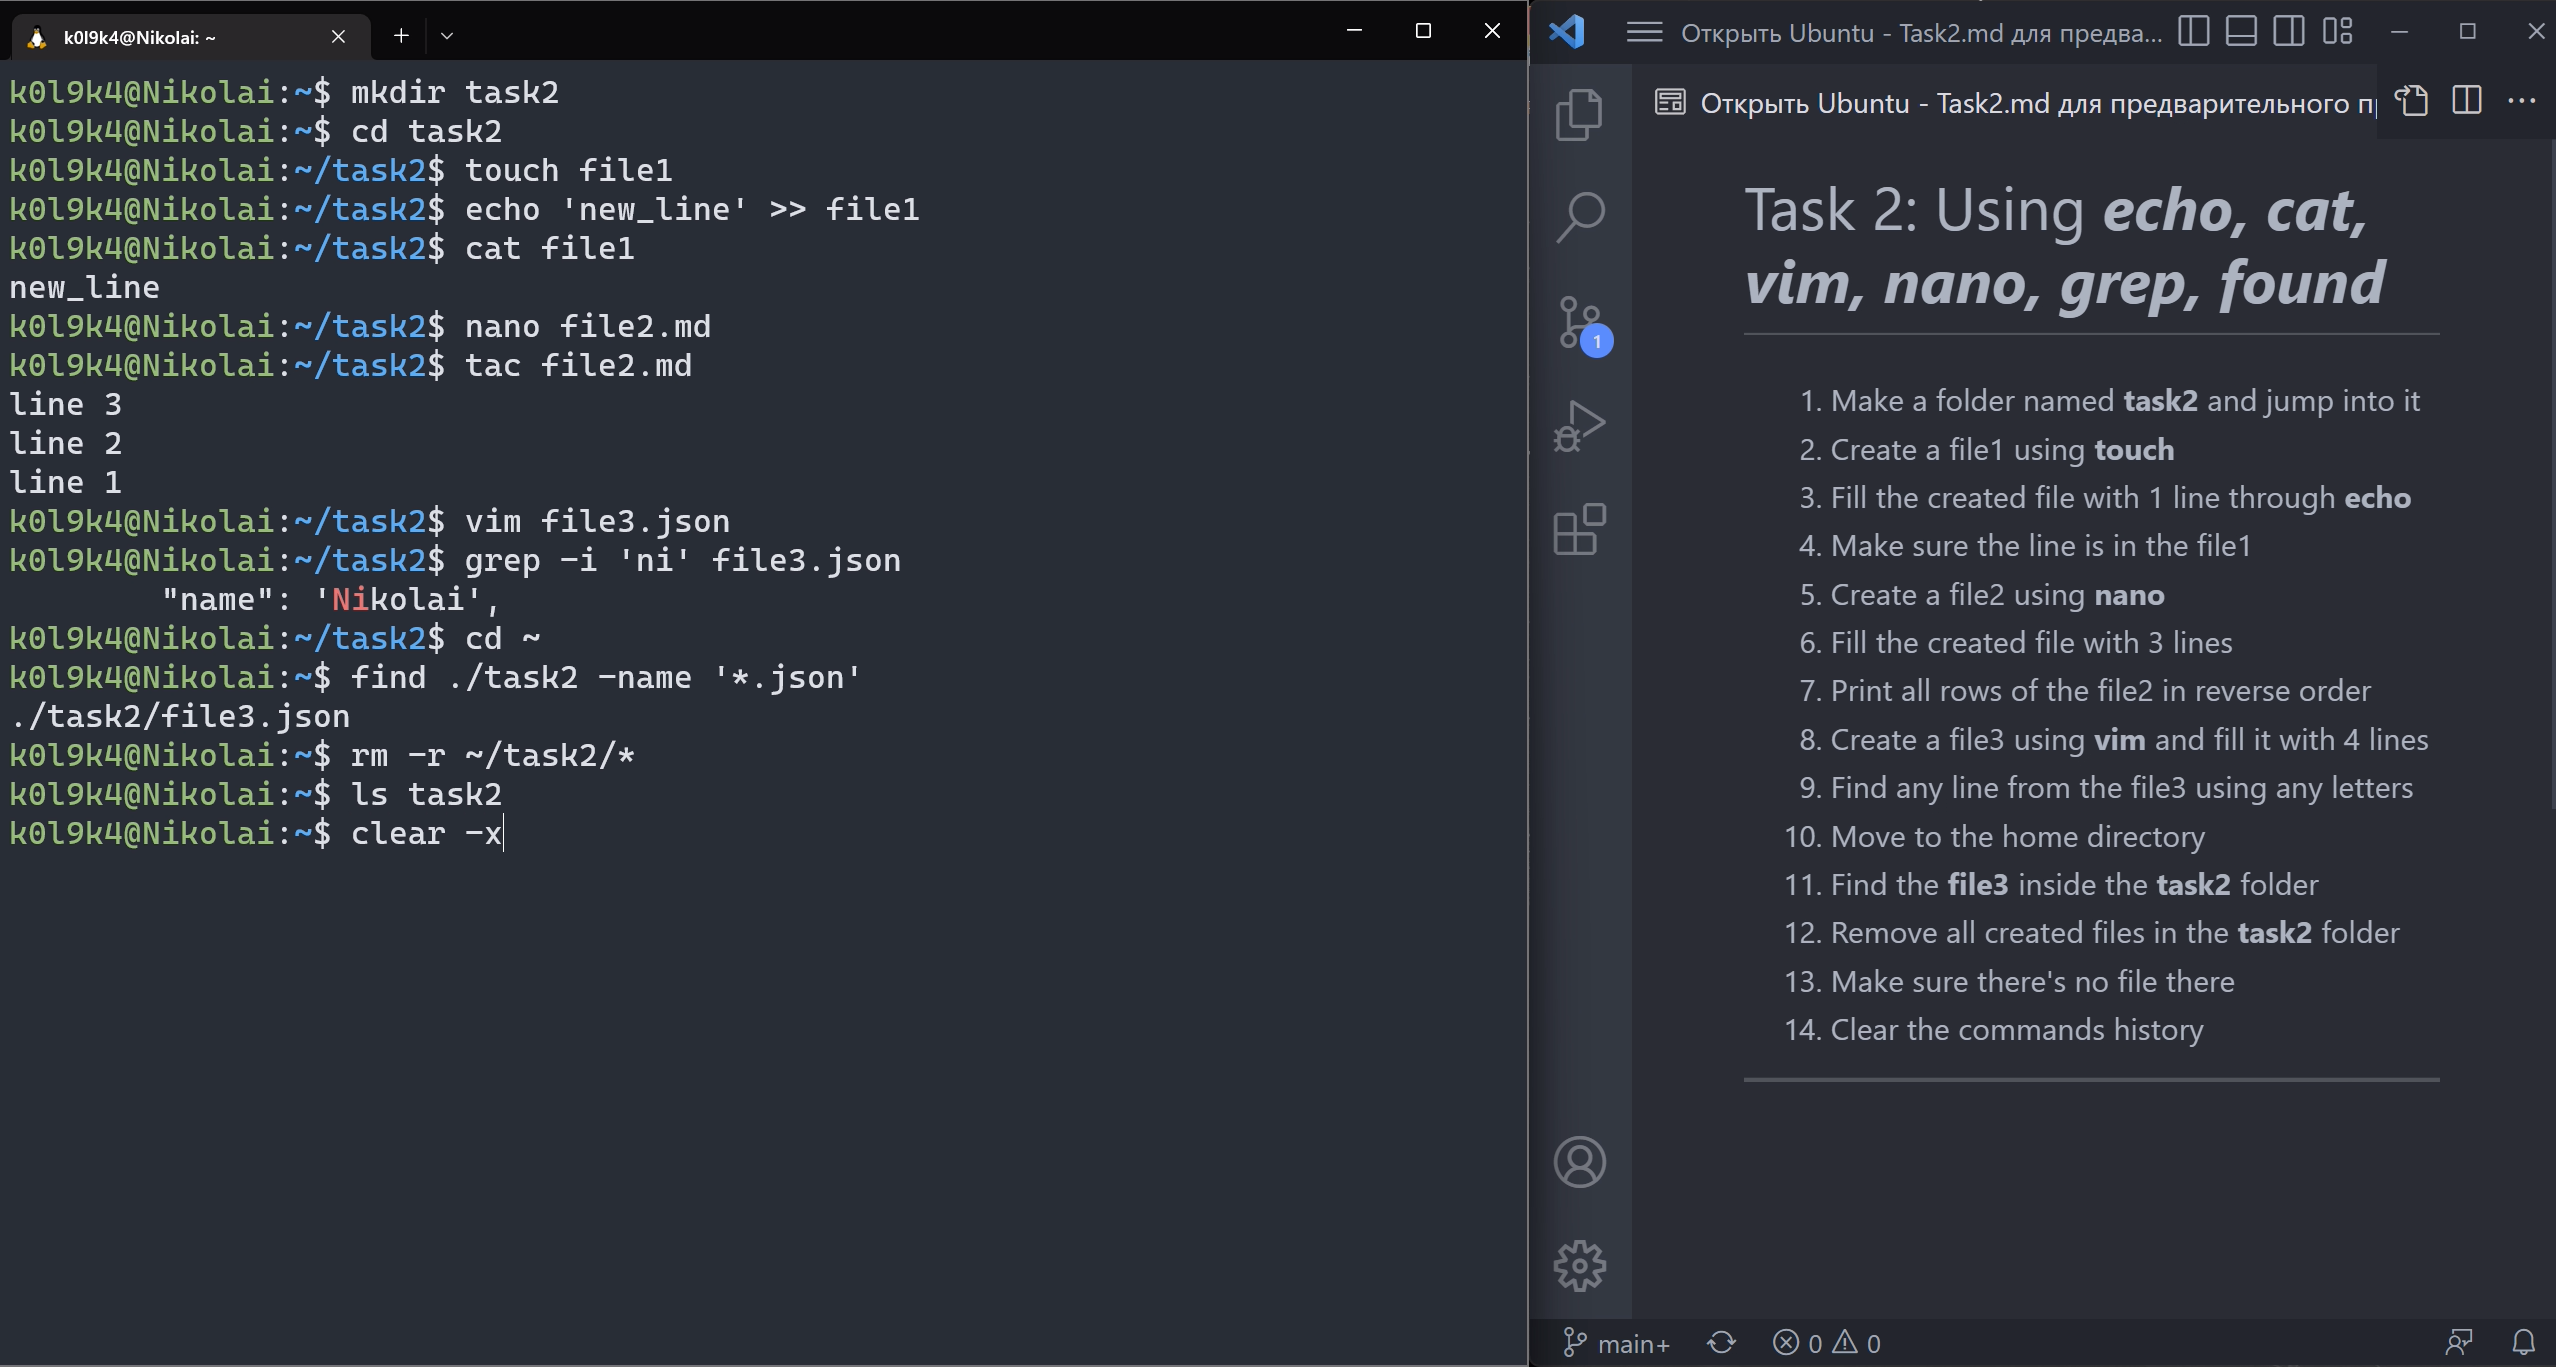 k0l9k4@Nikolai: ~
k0l9k4@Nikolai:~$ mkdir task2
k0l9k4@Nikolai:~$ cd task2
k0l9k4@Nikolai:~/task2$ touch file1
k0l9k4@Nikolai:~/task2$ echo 'new_line' >> file1
k0l9k4@Nikolai:~/task2$ cat file1
new_line
k0l9k4@Nikolai:~/task2$ nano file2.md
k0l9k4@Nikolai:~/task2$ tac file2.md
line 3
line 2
line 1
k0l9k4@Nikolai:~/task2$ vim file3.json
k0l9k4@Nikolai:~/task2$ grep -i 'ni' file3.json
"name": 'Nikolai',
k0l9k4@Nikolai:~/task2$ cd ~
k0l9k4@Nikolai:~$ find ./task2 -name '*.json'
./task2/file3.json
k0l9k4@Nikolai:~$ rm -r ~/task2/*
k0l9k4@Nikolai:~$ ls task2
k0l9k4@Nikolai:~$ clear -x
Открыть Ubuntu - Task2.md для предва...
Открыть Ubuntu - Task2.md для предварительного п
1
Task 2: Using echo, cat,
vim, nano, grep, found
1. Make a folder named task2 and jump into it
2. Create a file1 using touch
3. Fill the created file with 1 line through echo
4. Make sure the line is in the file1
5. Create a file2 using nano
6. Fill the created file with 3 lines
7. Print all rows of the file2 in reverse order
8. Create a file3 using vim and fill it with 4 lines
9. Find any line from the file3 using any letters
10. Move to the home directory
11. Find the file3 inside the task2 folder
12. Remove all created files in the task2 folder
13. Make sure there's no file there
14. Clear the commands history
main+ 0 0